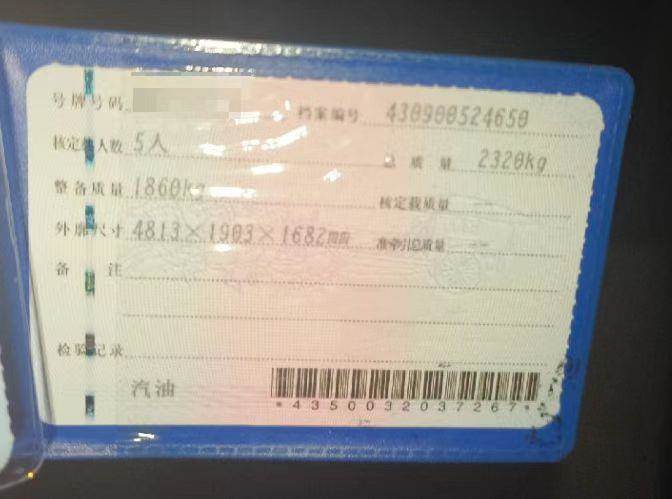 号牌号码 档案编号 430900524650
核定载人数 5人 总质量 2320kg
整备质量 1860kg 核定载质量 --
外廓尺寸 4813×1903×1682mm 准牵引总质量 --
备注
检验记录
汽油
*4350032037267*